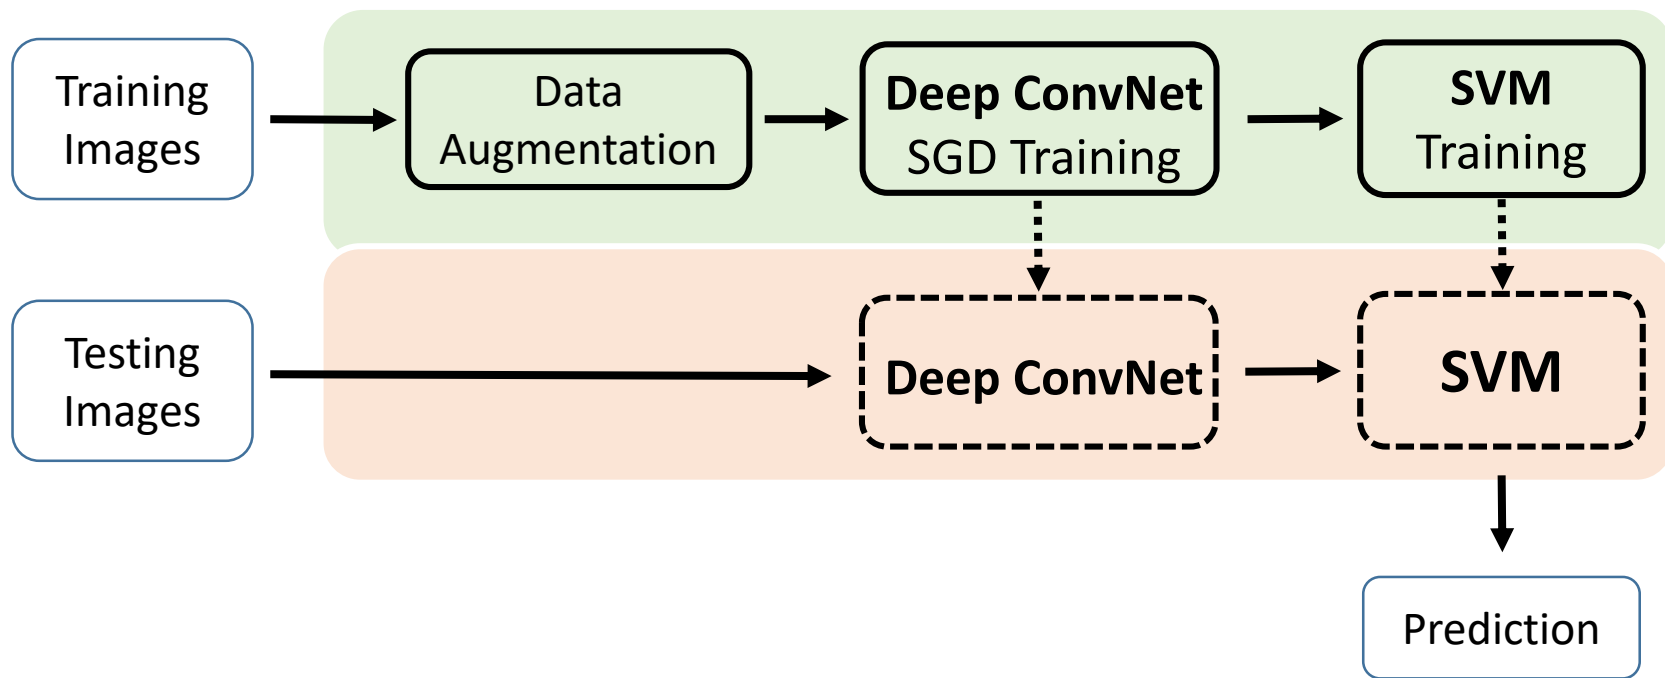 Training
Images
Data
Augmentation
Deep ConvNet
SGD Training
SVM
Training
Testing
Images
Deep ConvNet
SVM
Prediction